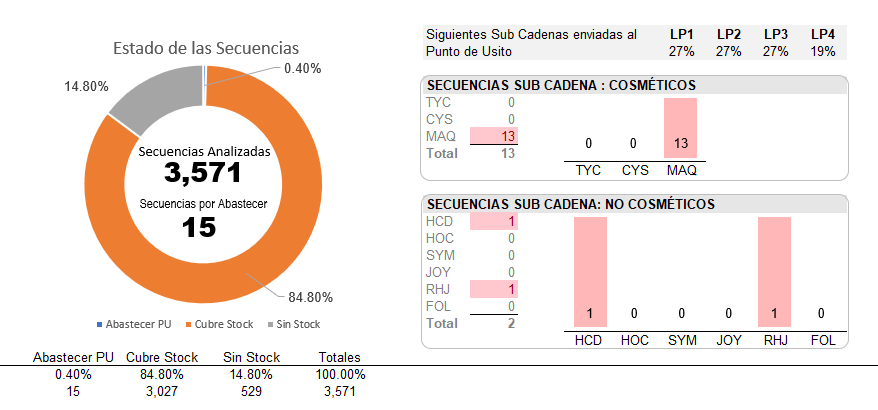 Estado de las Secuencias
0.40%
14.80%
Secuencias Analizadas
3,571
Secuencias por Abastecer
15
84.80%
Abastecer PU Cubre Stock Sin Stock
Abastecer PU Cubre Stock Sin Stock Totales
0.40% 84.80% 14.80% 100.00%
15 3,027 529 3,571
Siguientes Sub Cadenas enviadas al LP1 LP2 LP3 LP4
Punto de Usito 27% 27% 27% 19%
SECUENCIAS SUB CADENA : COSMÉTICOS
TYC 0
CYS 0
MAQ 13
Total 13
0 0 13
TYC CYS MAQ
SECUENCIAS SUB CADENA: NO COSMÉTICOS
HCD 1
HOC 0
SYM 0
JOY 0
RHJ 1
FOL 0
Total 2
1 0 0 0 1 0
HCD HOC SYM JOY RHJ FOL